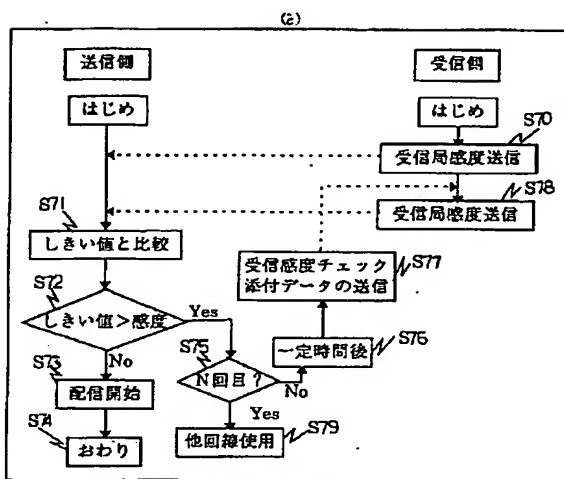 (2)
送信側
受信側
はじめ
はじめ
S70
受信局感度送信
S78
受信局感度送信
S71
しきい値と比較
S77
受信感度チェック
添付データの送信
S72
しきい値>感度
Yes
No
S75
N回目?
No
S76
一定時間後
S73
配信開始
Yes
S74
おわり
他回線使用
S79